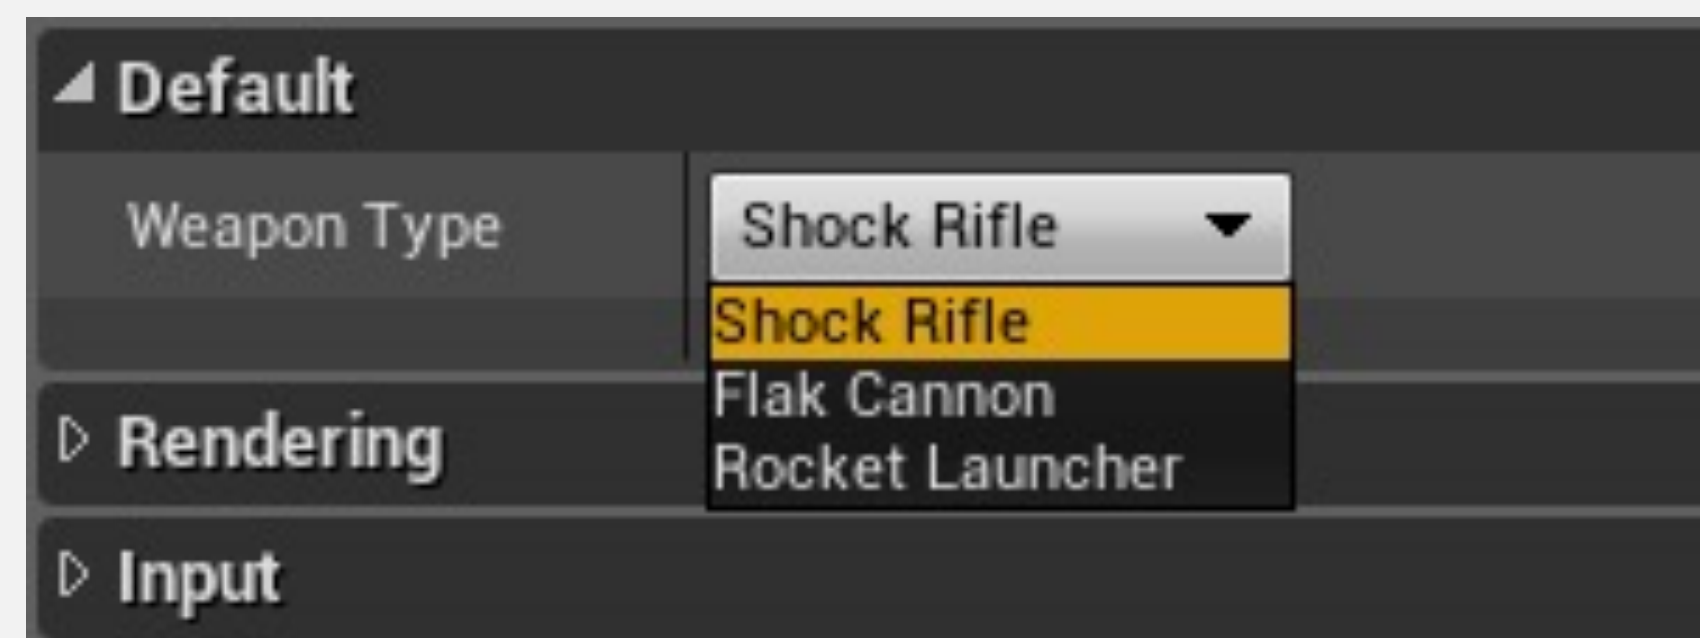 Default
Weapon Type
Shock Rifle
Shock Rifle
Flak Cannon
Rocket Launcher
Rendering
Input